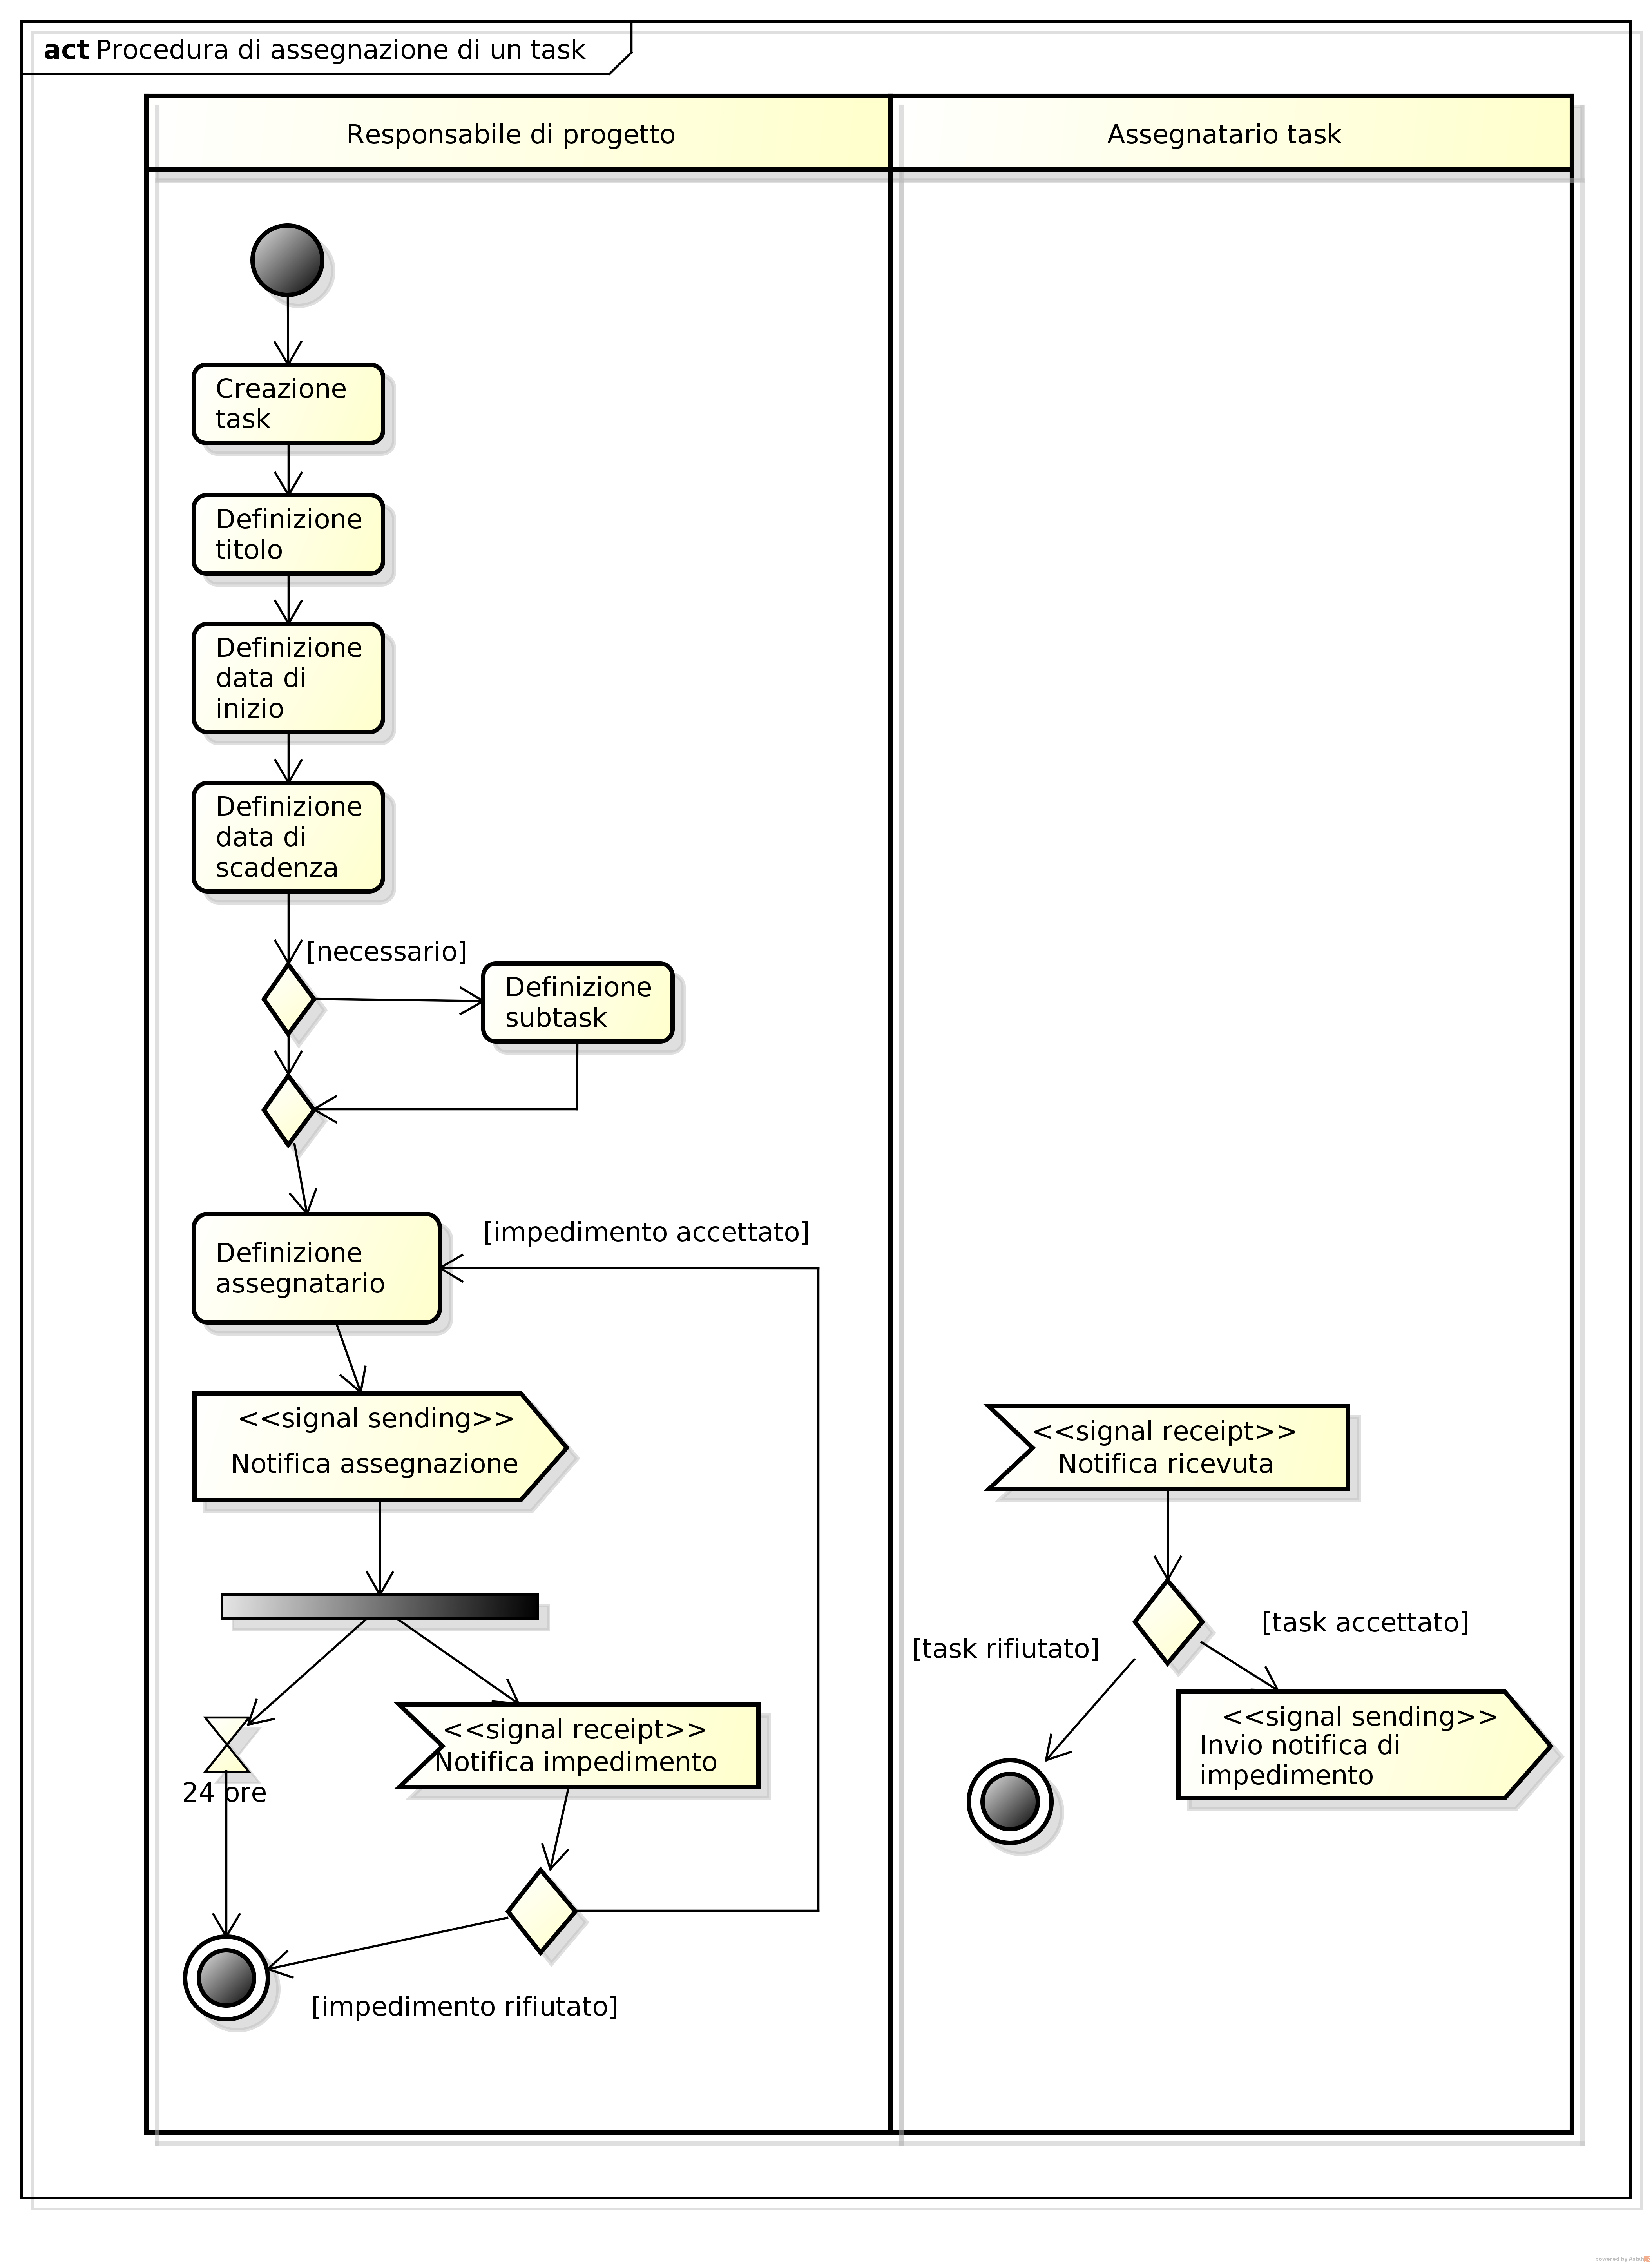 act Procedura di assegnazione di un task
Responsabile di progetto
Assegnatario task
Creazione
task
Definizione
titolo
Definizione
data di
inizio
Definizione
data di
scadenza
[necessario]
Definizione
subtask
Definizione
assegnatario
[impedimento accettato]
<<signal sending>>
Notifica assegnazione
<<signal receipt>>
Notifica ricevuta
[task rifiutato]
[task accettato]
<<signal receipt>>
Notifica impedimento
<<signal sending>>
Invio notifica di
impedimento
24 ore
[impedimento rifiutato]
powered by Astah